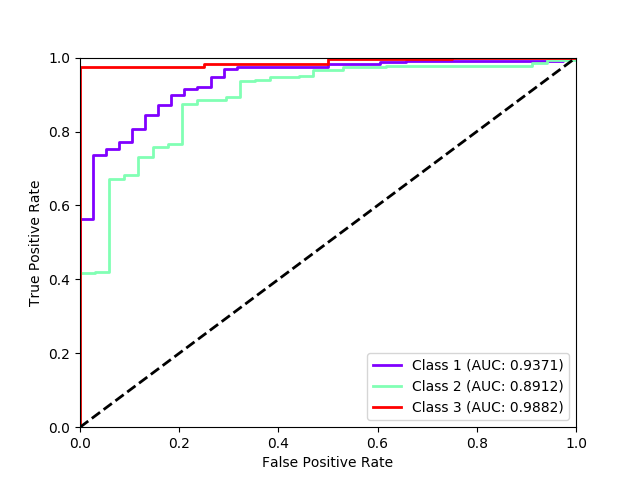 1.0
0.8
0.6
0.4
0.2
0.0
True Positive Rate
Class 1 (AUC: 0.9371)
Class 2 (AUC: 0.8912)
Class 3 (AUC: 0.9882)
0.0 0.2 0.4 0.6 0.8 1.0
False Positive Rate